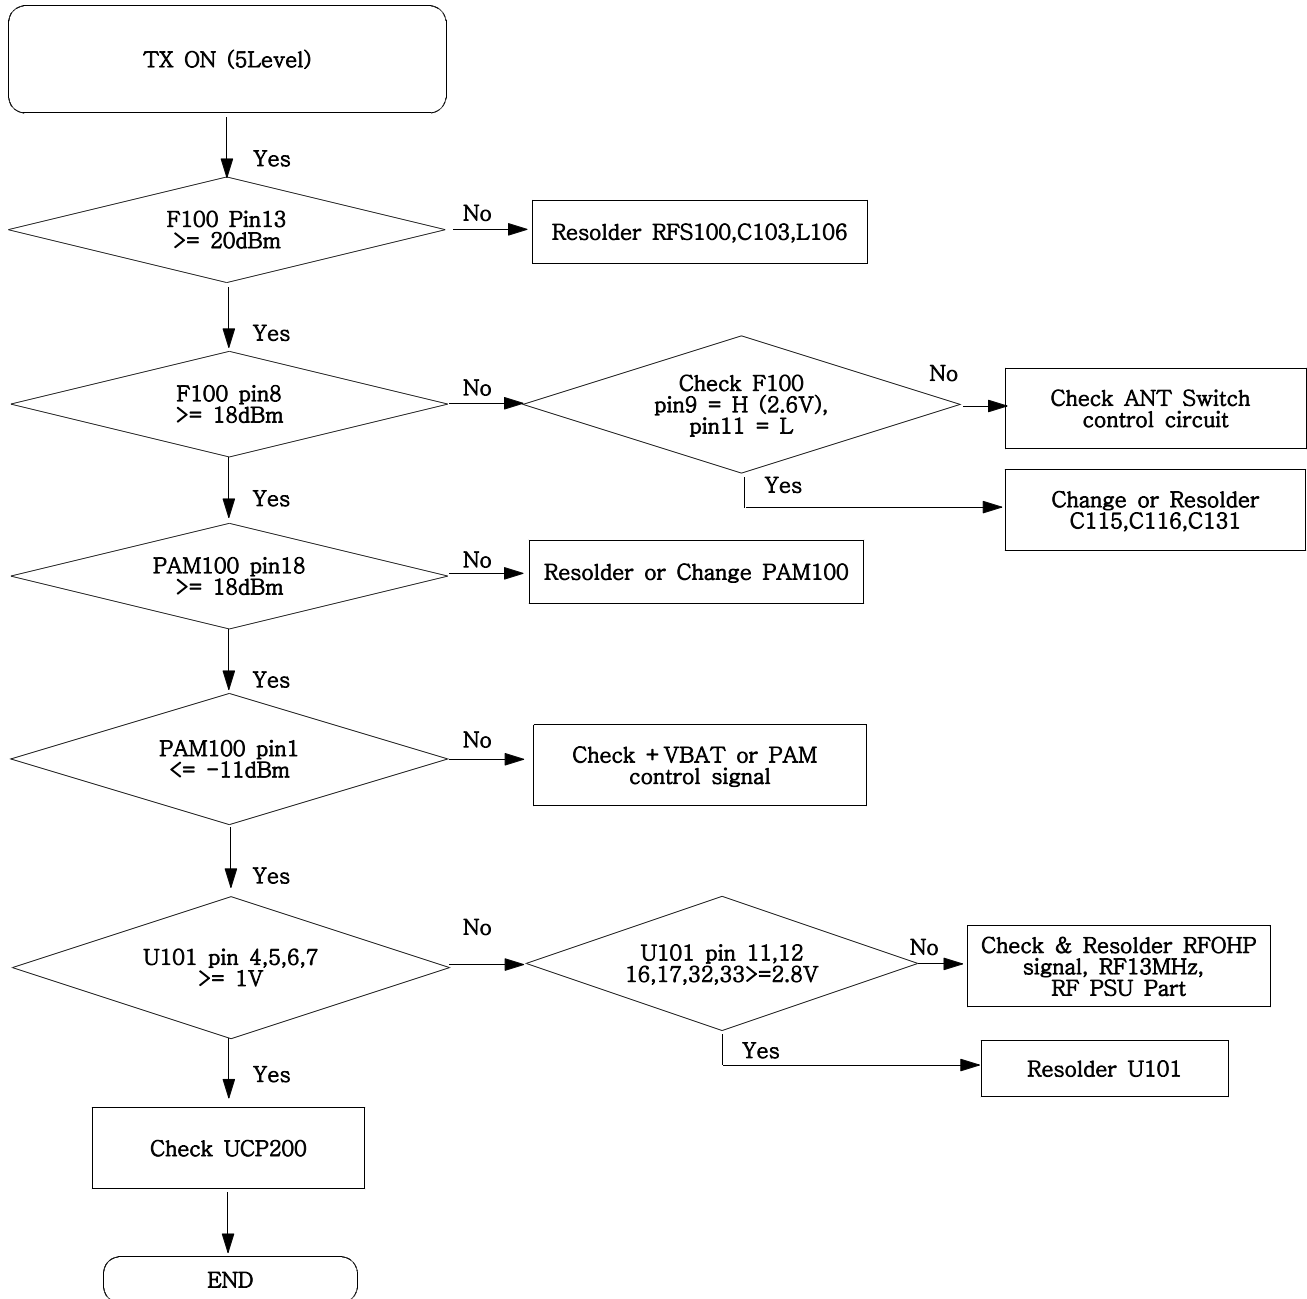 TX ON (5Level)
Yes
F100 Pin13
>= 20dBm
No
Resolder RFS100,C103,L106
Yes
F100 pin8
>= 18dBm
No
Check F100
pin9 = H (2.6V),
pin11 = L
No
Check ANT Switch
control circuit
Yes
Change or Resolder
C115,C116,C131
Yes
PAM100 pin18
>= 18dBm
No
Resolder or Change PAM100
Yes
PAM100 pin1
<= -11dBm
No
Check +VBAT or PAM
control signal
Yes
U101 pin 4,5,6,7
>= 1V
No
U101 pin 11,12
16,17,32,33>=2.8V
No
Check & Resolder RFOHP
signal, RF13MHz,
RF PSU Part
Yes
Resolder U101
Yes
Check UCP200
END